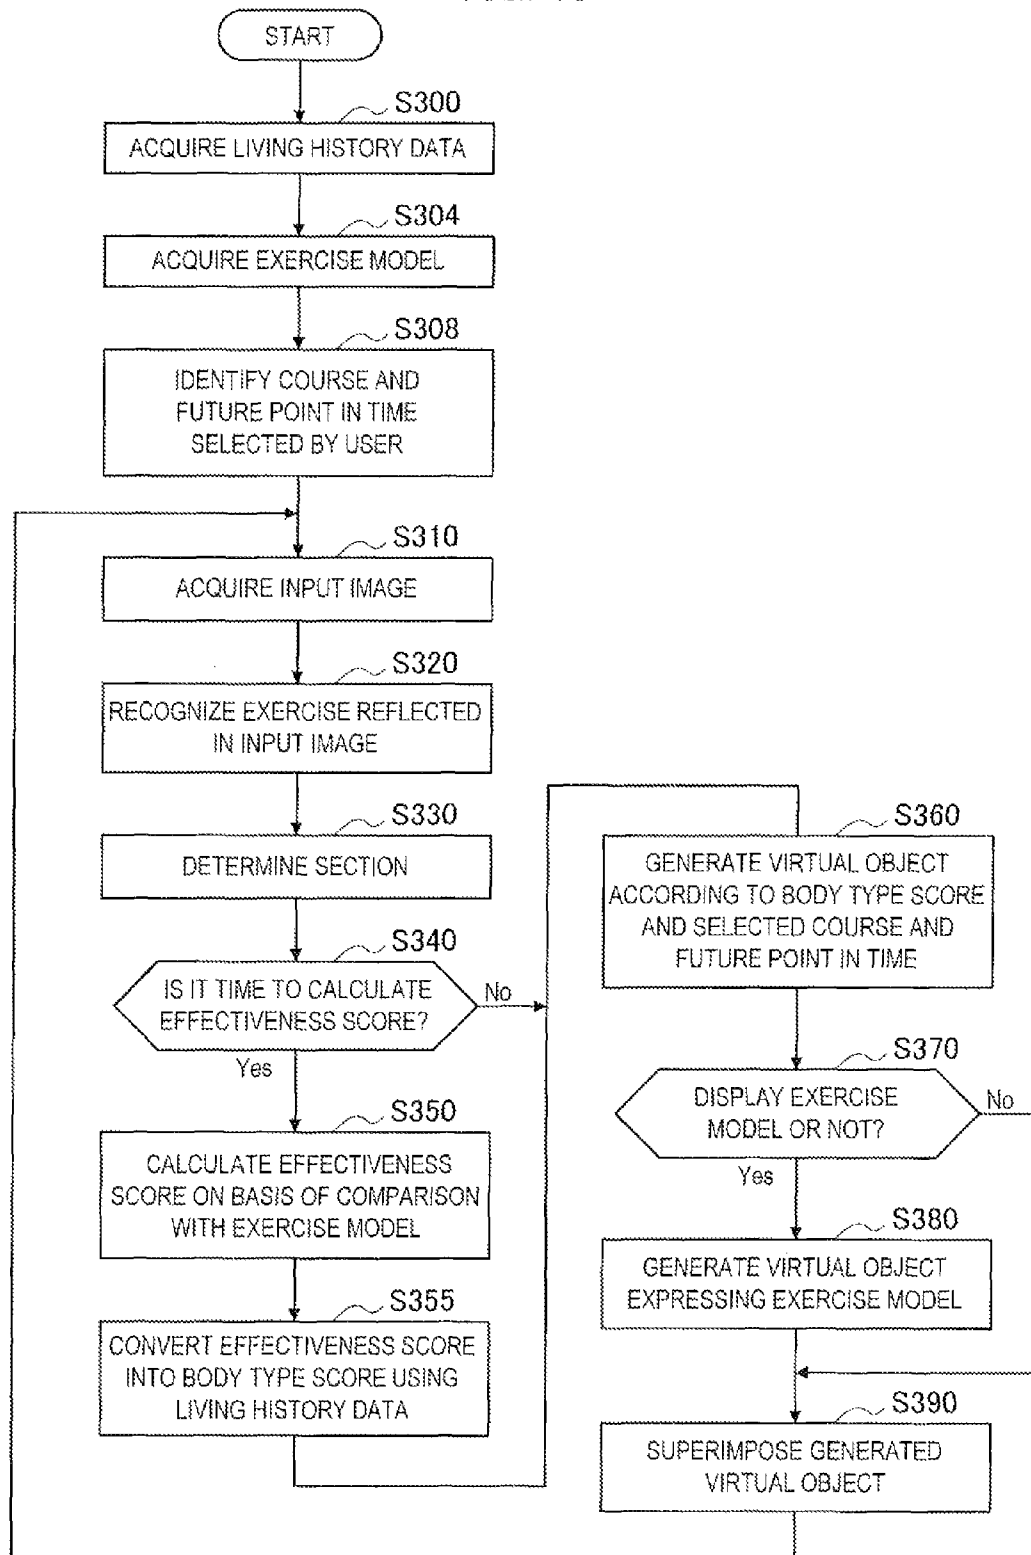 START
S300
ACQUIRE LIVING HISTORY DATA
S304
ACQUIRE EXERCISE MODEL
S308
IDENTIFY COURSE AND
FUTURE POINT IN TIME
SELECTED BY USER
S310
ACQUIRE INPUT IMAGE
S320
RECOGNIZE EXERCISE REFLECTED
IN INPUT IMAGE
S330
DETERMINE SECTION
S340
IS IT TIME TO CALCULATE
EFFECTIVENESS SCORE?
No
Yes
S350
CALCULATE EFFECTIVENESS
SCORE ON BASIS OF COMPARISON
WITH EXERCISE MODEL
S355
CONVERT EFFECTIVENESS SCORE
INTO BODY TYPE SCORE USING
LIVING HISTORY DATA
S360
GENERATE VIRTUAL OBJECT
ACCORDING TO BODY TYPE SCORE
AND SELECTED COURSE AND
FUTURE POINT IN TIME
S370
DISPLAY EXERCISE
MODEL OR NOT?
No
Yes
S380
GENERATE VIRTUAL OBJECT
EXPRESSING EXERCISE MODEL
S390
SUPERIMPOSE GENERATED
VIRTUAL OBJECT